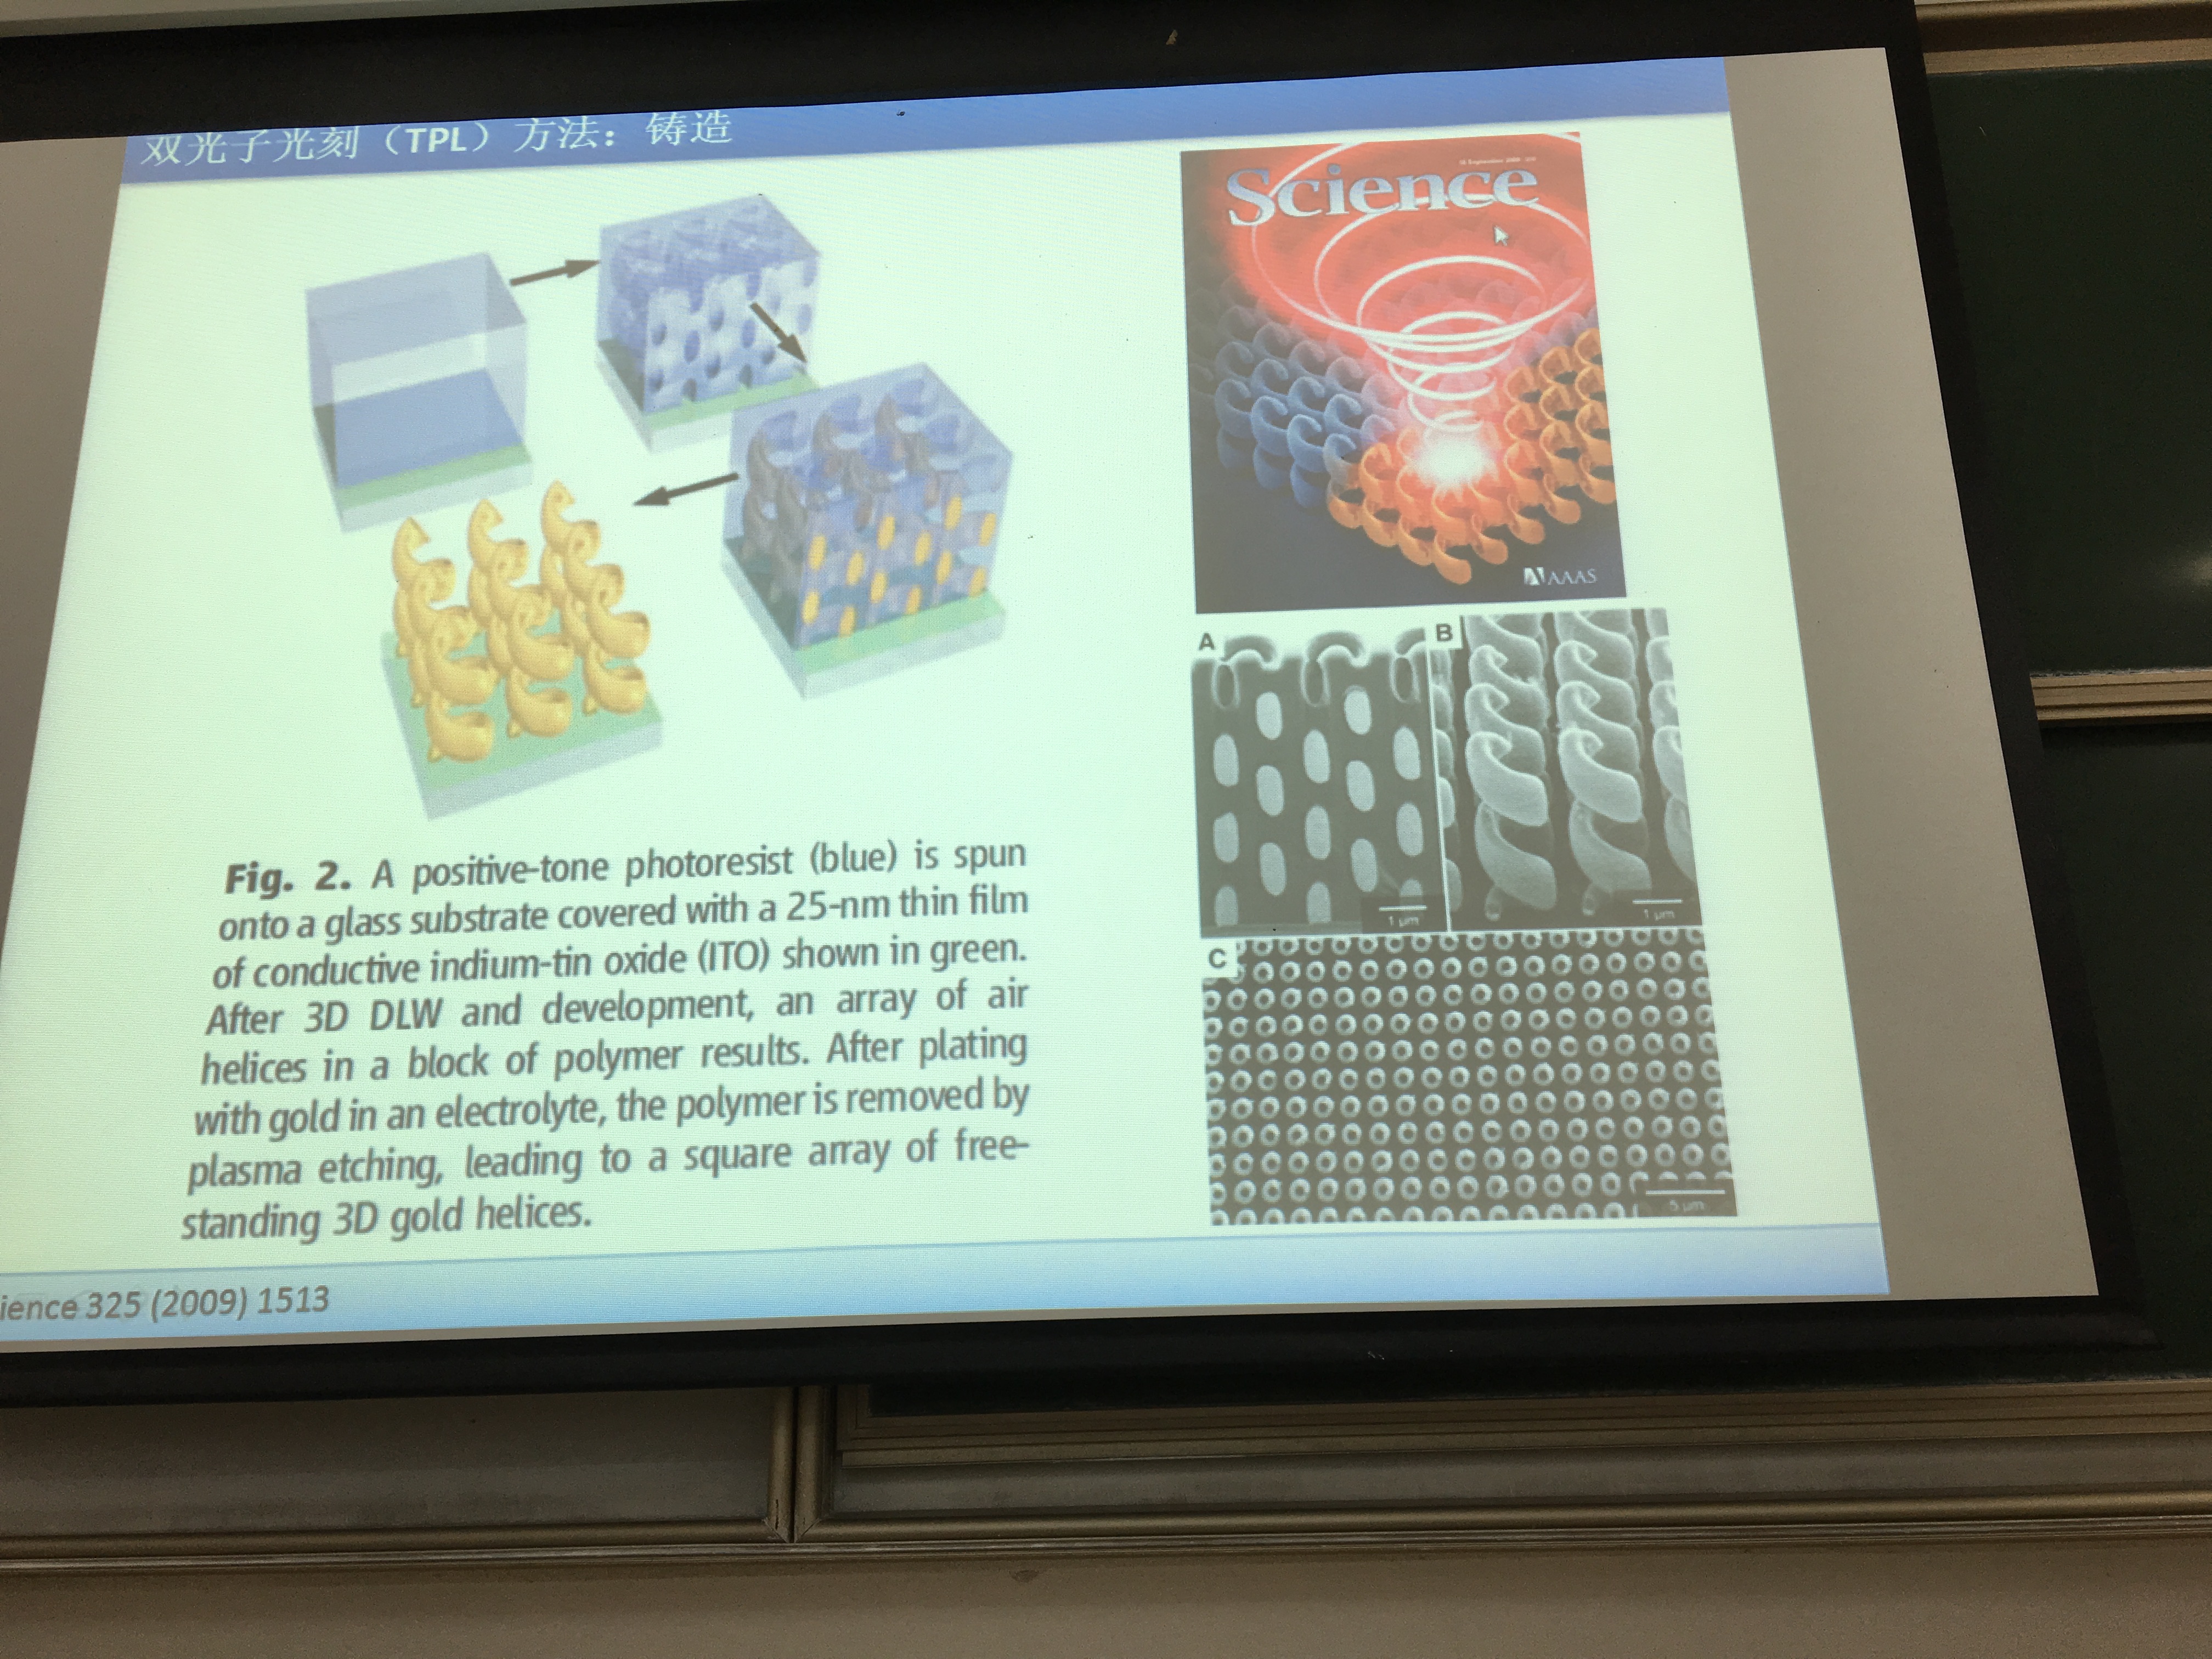 双光子光刻（TPL）方法：铸造
Science
AAAS
A
B
1 μm
1 μm
C
5 μm
Fig. 2. A positive-tone photoresist (blue) is spun
onto a glass substrate covered with a 25-nm thin film
of conductive indium-tin oxide (ITO) shown in green.
After 3D DLW and development, an array of air
helices in a block of polymer results. After plating
with gold in an electrolyte, the polymer is removed by
plasma etching, leading to a square array of free-
standing 3D gold helices.
ience 325 (2009) 1513